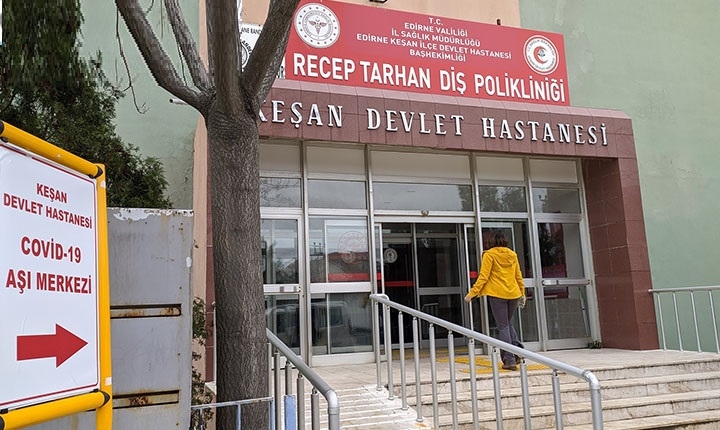 T.C.
EDİRNE VALİLİĞİ
İL SAĞLIK MÜDÜRLÜĞÜ
EDİRNE KEŞAN İLÇE DEVLET HASTANESİ
BAŞHEKİMLİĞİ
RECEP TARHAN DİŞ POLİKLİNİĞİ
KEŞAN DEVLET HASTANESİ
KEŞAN
DEVLET HASTANESİ
COVID-19
AŞI MERKEZİ